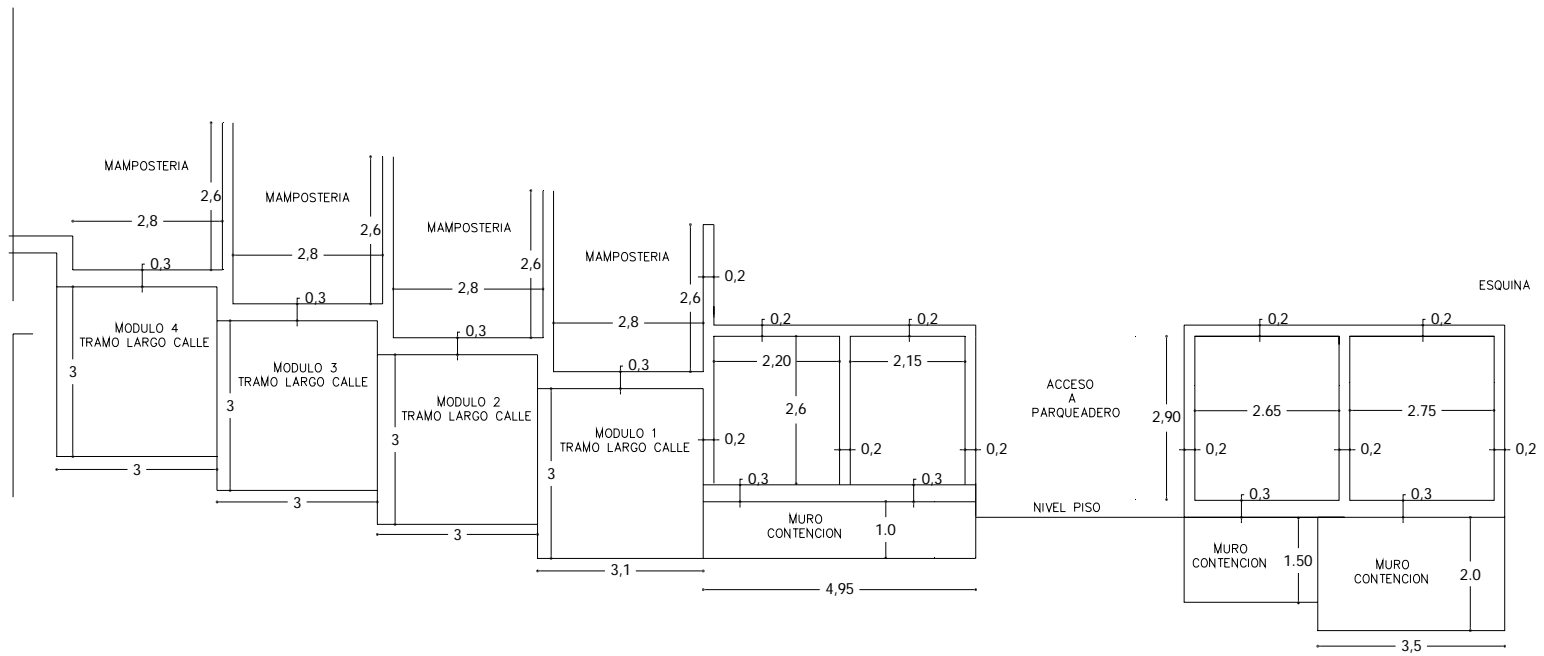 MAMPOSTERIA
2,6
2,8
0,3
MODULO 4
TRAMO LARGO CALLE
3
3
MAMPOSTERIA
2,6
2,8
0,3
MODULO 3
TRAMO LARGO CALLE
3
3
MAMPOSTERIA
2,6
2,8
0,3
MODULO 2
TRAMO LARGO CALLE
3
3
MAMPOSTERIA
2,6
2,8
0,3
MODULO 1
TRAMO LARGO CALLE
3
3,1
0,2
0,2
0,2
0,2
2,20
2,15
2,6
0,2
0,2
0,3
0,3
MURO
CONTENCION
1.0
4,95
ACCESO
A
PARQUEADERO
NIVEL PISO
ESQUINA
0,2
0,2
2,90
2.65
2.75
0,2
0,2
0,2
0,3
0,3
MURO
CONTENCION
1.50
MURO
CONTENCION
2.0
3,5